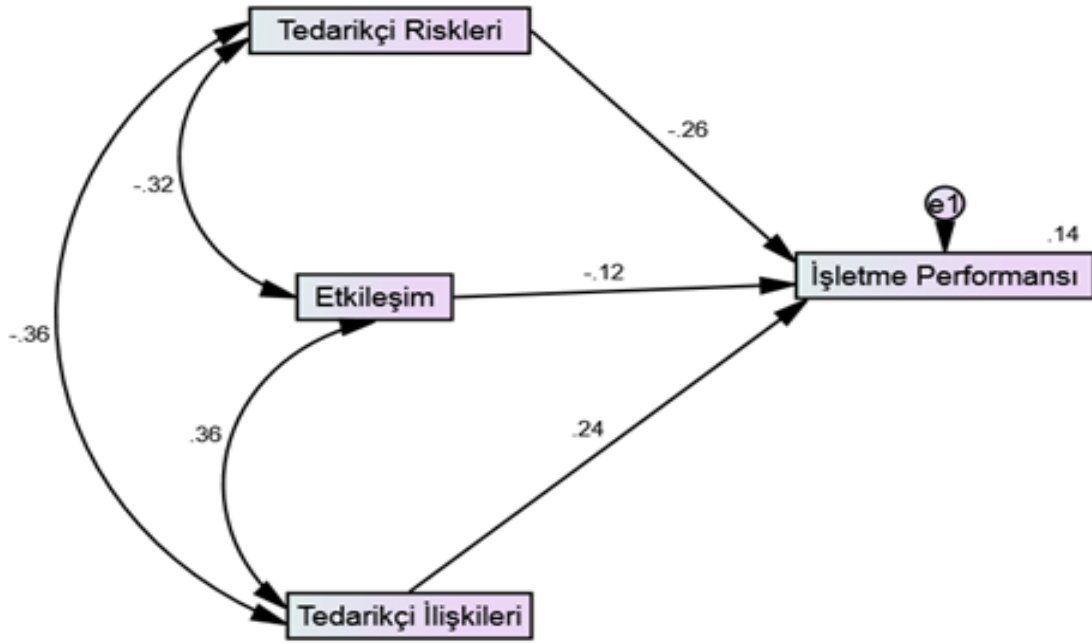 Tedarikçi Riskleri
-.26
-.32
e1
.14
İşletme Performansı
-.12
Etkileşim
-.36
.36
.24
Tedarikçi İlişkileri